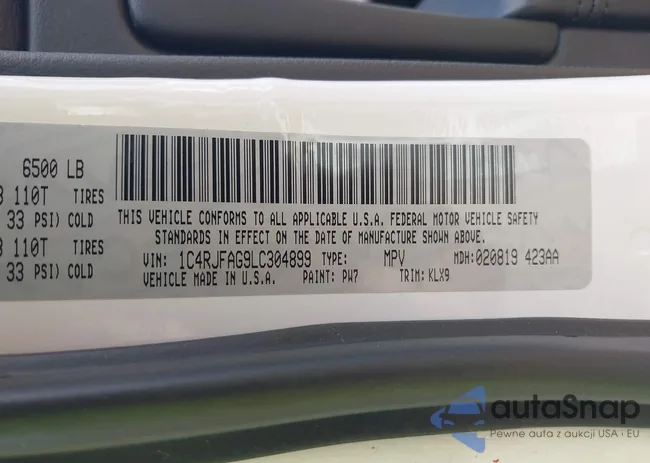 6500 LB
110T TIRES
33 PSI) COLD
110T TIRES
33 PSI) COLD
THIS VEHICLE CONFORMS TO ALL APPLICABLE U.S.A. FEDERAL MOTOR VEHICLE SAFETY
STANDARDS IN EFFECT ON THE DATE OF MANUFACTURE SHOWN ABOVE.
VIN: 1C4RJFAG9LC304899 TYPE: MPV MDH: 020819 423AA
VEHICLE MADE IN U.S.A. PAINT: PW7 TRIM: KLX9
autaSnap
Pewne auta z aukcji USA i EU